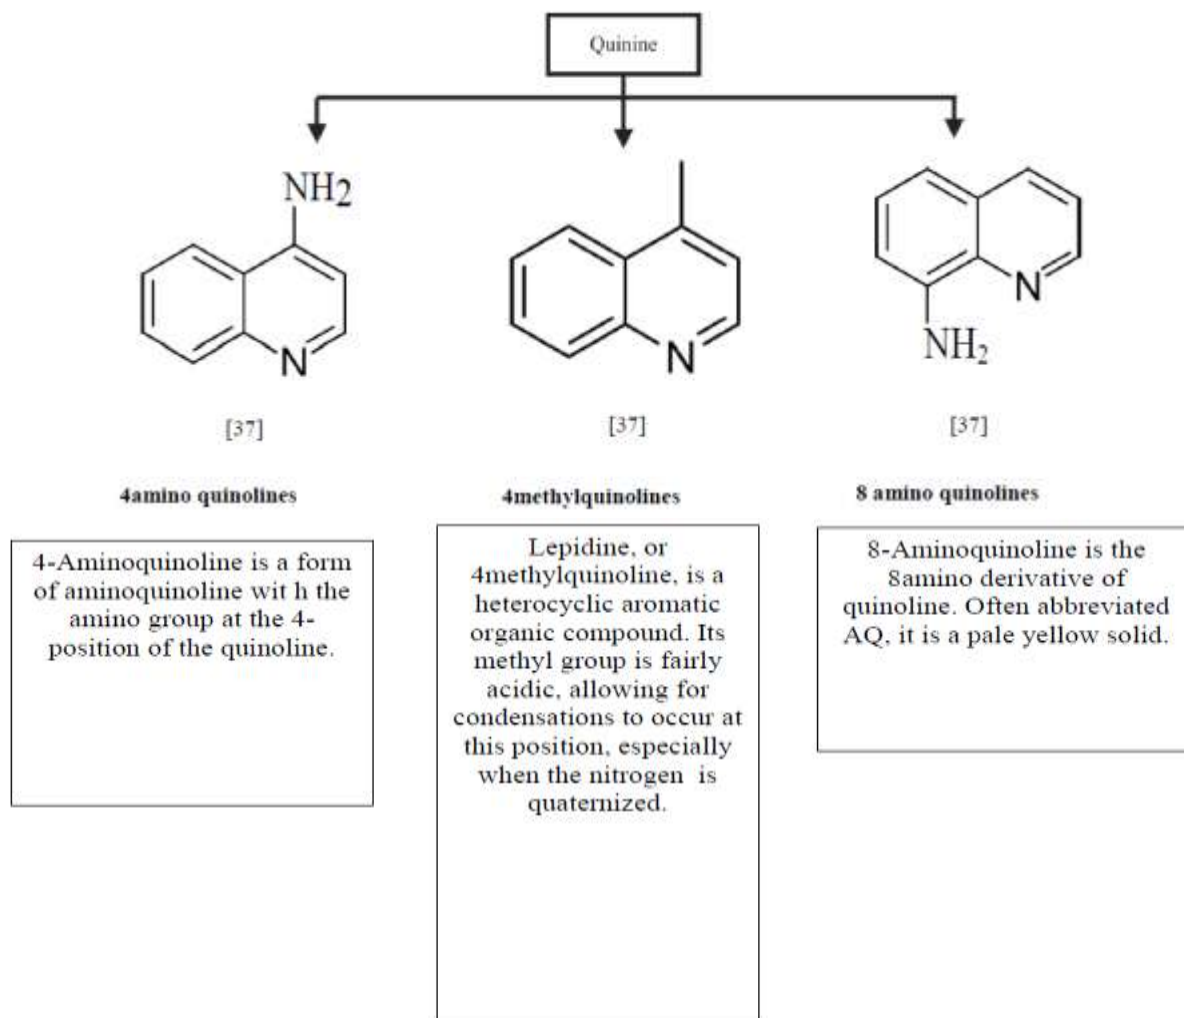 Quinine
NH2
N
[37]
4amino quinolines
4-Aminoquinoline is a form
of aminoquinoline wit h the
amino group at the 4-
position of the quinoline.
N
[37]
4methylquinolines
Lepidine, or
4methylquinoline, is a
heterocyclic aromatic
organic compound. Its
methyl group is fairly
acidic, allowing for
condensations to occur at
this position, especially
when the nitrogen is
quaternized.
N
NH2
[37]
8 amino quinolines
8-Aminoquinoline is the
8amino derivative of
quinoline. Often abbreviated
AQ, it is a pale yellow solid.